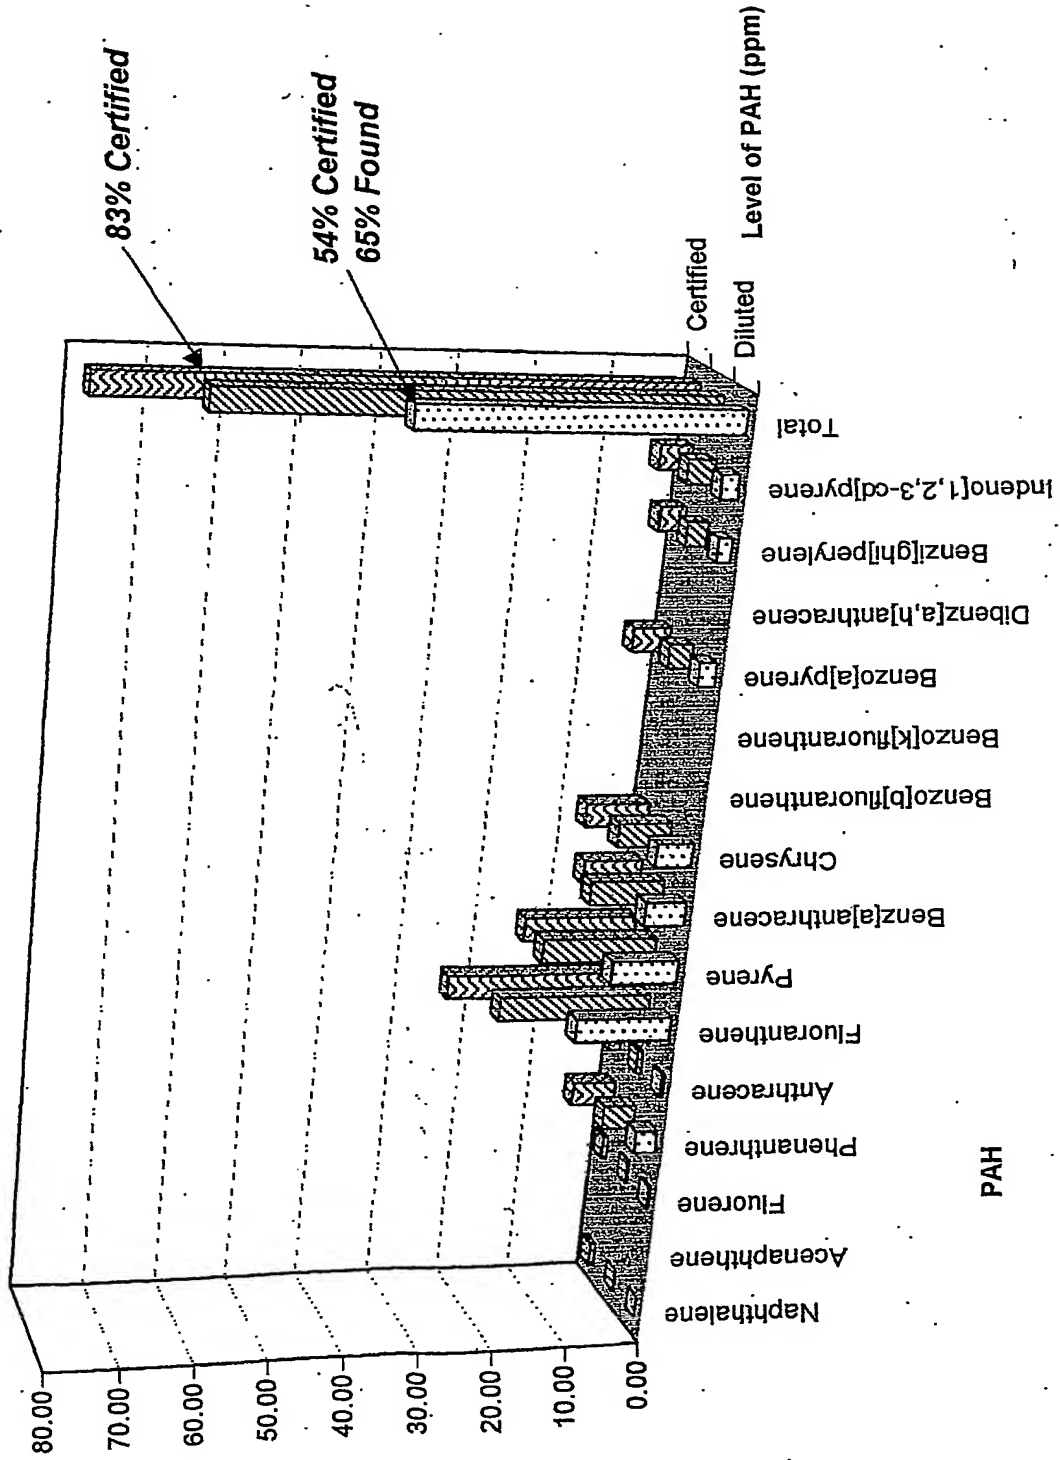 83% Certified
54% Certified
65% Found
80.00
70.00
60.00
50.00
40.00
30.00
20.00
10.00
0.00
Certified
Diluted
Level of PAH (ppm)
Naphthalene
Acenaphthene
Fluorene
Phenanthrene
Anthracene
Fluoranthene
Pyrene
Benz[a]anthracene
Chrysene
Benzo[b]fluoranthene
Benzo[k]fluoranthene
Benzo[a]pyrene
Dibenz[a,h]anthracene
Benzi[ghi]perylene
Indeno[1,2,3-cd]pyrene
Total
PAH